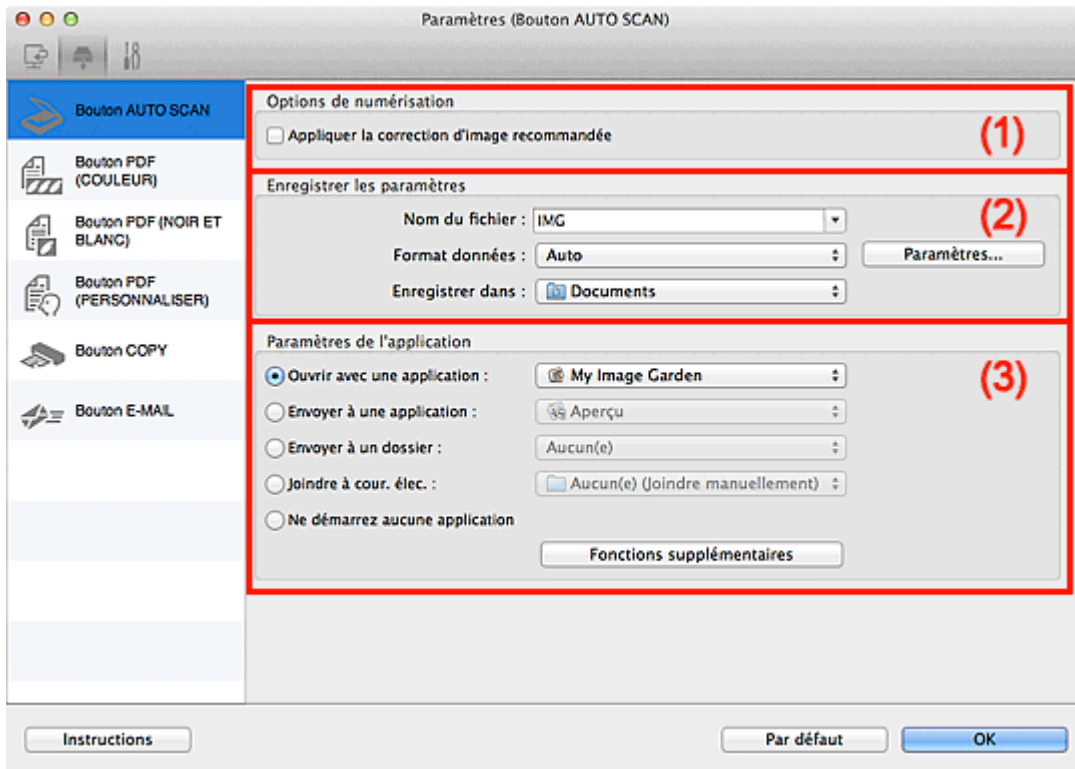 Paramètres (Bouton AUTO SCAN)
Bouton AUTO SCAN
Bouton PDF
(COULEUR)
Bouton PDF (NOIR ET
BLANC)
Bouton PDF
(PERSONNALISER)
Bouton COPY
Bouton E-MAIL
Options de numérisation
Appliquer la correction d'image recommandée
(1)
Enregistrer les paramètres
(2)
Nom du fichier : IMG
Format données : Auto Paramètres...
Enregistrer dans : Documents
Paramètres de l'application
(3)
Ouvrir avec une application : My Image Garden
Envoyer à une application : Aperçu
Envoyer à un dossier : Aucun(e)
Joindre à cour. élec. : Aucun(e) (Joindre manuellement)
Ne démarrez aucune application
Fonctions supplémentaires
Instructions Par défaut OK